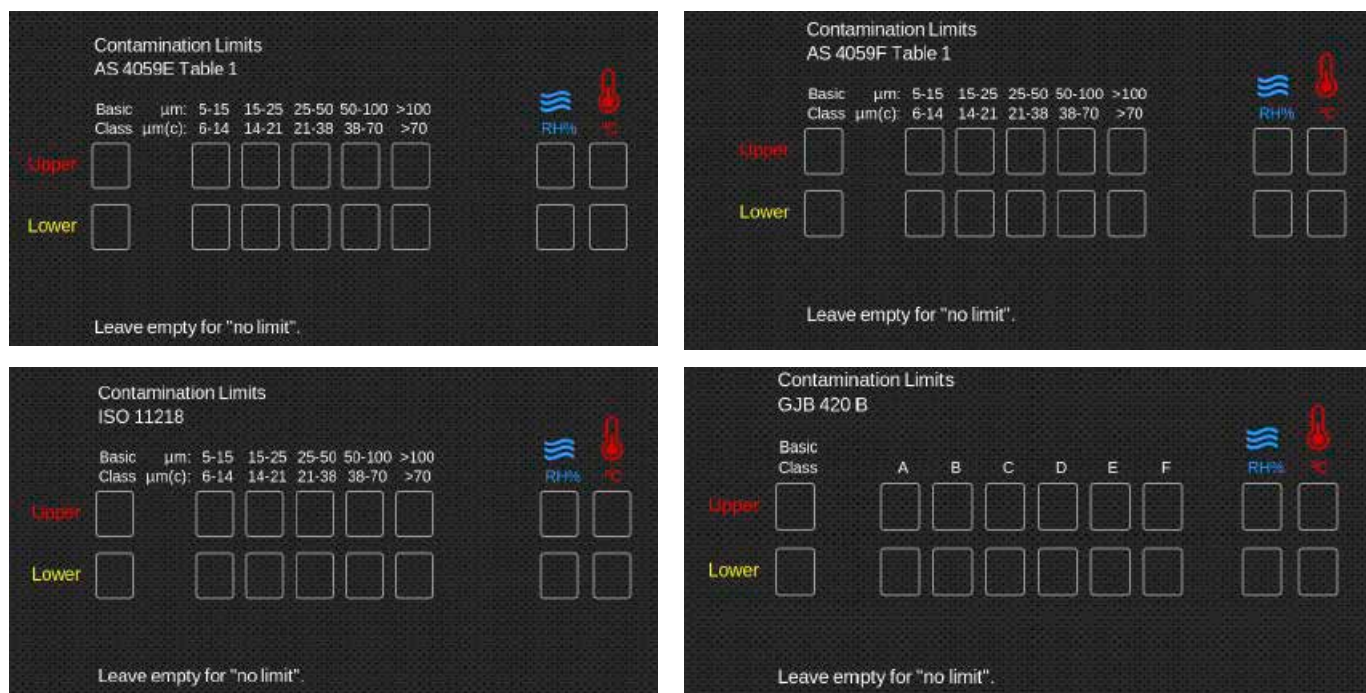 Contamination Limits
AS 4059E Table 1
Basic µm: 5-15 15-25 25-50 50-100 >100
Class µm(c): 6-14 14-21 21-38 38-70 >70
RH% °C
Upper
Lower
Leave empty for "no limit".
Contamination Limits
AS 4059F Table 1
Basic µm: 5-15 15-25 25-50 50-100 >100
Class µm(c): 6-14 14-21 21-38 38-70 >70
RH% °C
Upper
Lower
Leave empty for "no limit".
Contamination Limits
ISO 11218
Basic µm: 5-15 15-25 25-50 50-100 >100
Class µm(c): 6-14 14-21 21-38 38-70 >70
RH% °C
Upper
Lower
Leave empty for "no limit".
Contamination Limits
GJB 420 B
Basic
Class A B C D E F
RH% °C
Upper
Lower
Leave empty for "no limit".